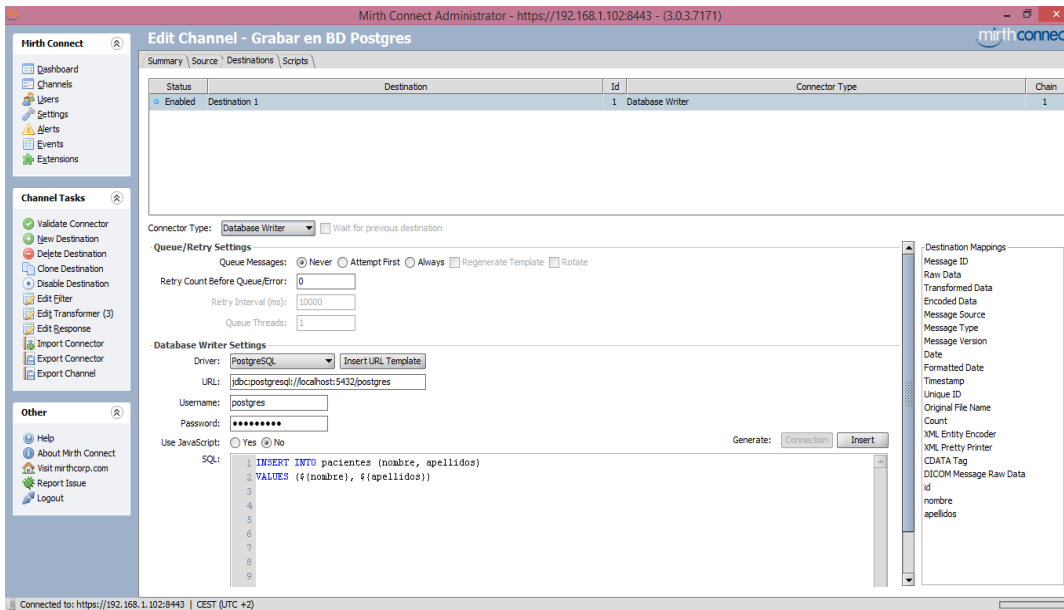 Mirth Connect Administrator - https://192.168.1.102:8443 - (3.0.3.7171)
Mirth Connect
Dashboard
Channels
Users
Settings
Alerts
Events
Extensions
Channel Tasks
Validate Connector
New Destination
Delete Destination
Clone Destination
Disable Destination
Edit Filter
Edit Transformer (3)
Edit Response
Import Connector
Export Connector
Export Channel
Other
Help
About Mirth Connect
Visit mirthcorp.com
Report Issue
Logout
Edit Channel - Grabar en BD Postgres
mirth connec
Summary Source Destinations Scripts
Status Destination Id Connector Type Chain
Enabled Destination 1 1 Database Writer 1
Connector Type: Database Writer Wait for previous destination
Queue/Retry Settings
Queue Messages: Never Attempt First Always Regenerate Template Rotate
Retry Count Before Queue/Error: 0
Retry Interval (ms): 10000
Queue Threads: 1
Database Writer Settings
Driver: PostgreSQL Insert URL Template
URL: jdbc:postgresql://localhost:5432/postgres
Username: postgres
Password: •••••••••
Use JavaScript: Yes No Generate: Connection Insert
SQL: 1 INSERT INTO pacientes (nombre, apellidos)
2 VALUES (${nombre}, ${apellidos})
3
4
5
6
7
8
9
Destination Mappings
Message ID
Raw Data
Transformed Data
Encoded Data
Message Source
Message Type
Message Version
Date
Formatted Date
Timestamp
Unique ID
Original File Name
Count
XML Entity Encoder
XML Pretty Printer
CDATA Tag
DICOM Message Raw Data
id
nombre
apellidos
Connected to: https://192.168.1.102:8443 | CEST (UTC +2)